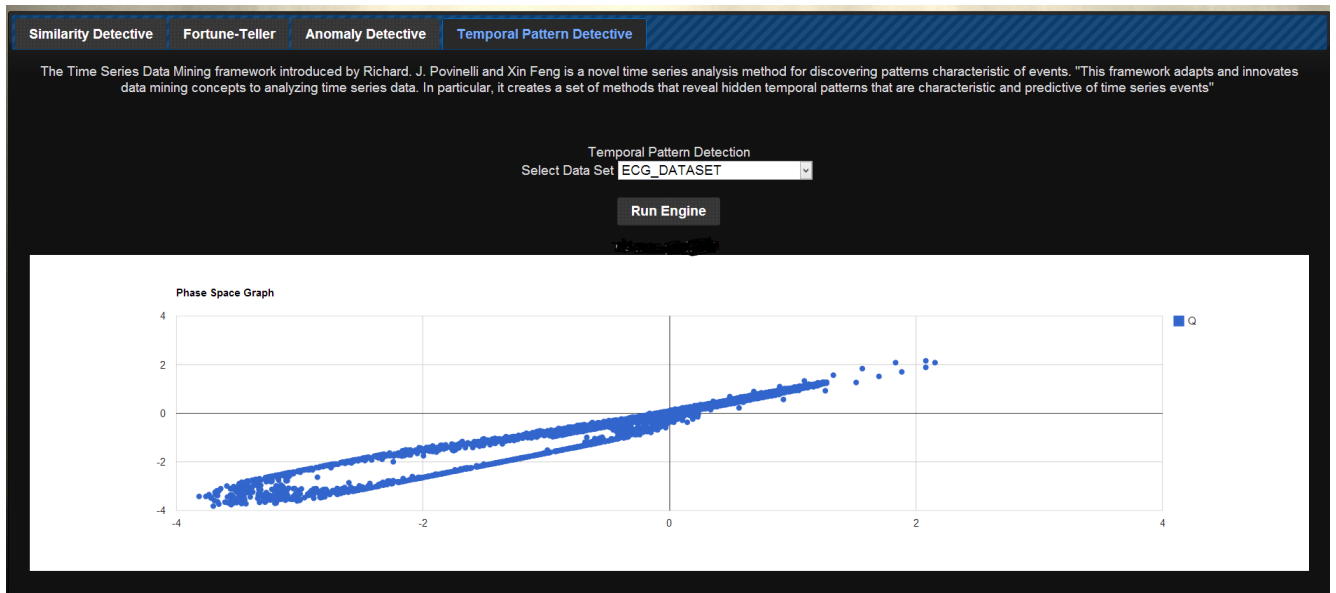 Similarity Detective
Fortune-Teller
Anomaly Detective
Temporal Pattern Detective
The Time Series Data Mining framework introduced by Richard. J. Povinelli and Xin Feng is a novel time series analysis method for discovering patterns characteristic of events. "This framework adapts and innovates
data mining concepts to analyzing time series data. In particular, it creates a set of methods that reveal hidden temporal patterns that are characteristic and predictive of time series events"
Temporal Pattern Detection
Select Data Set ECG_DATASET
Run Engine
Phase Space Graph
4
2
0
-2
-4
-4
-2
0
2
4
Q